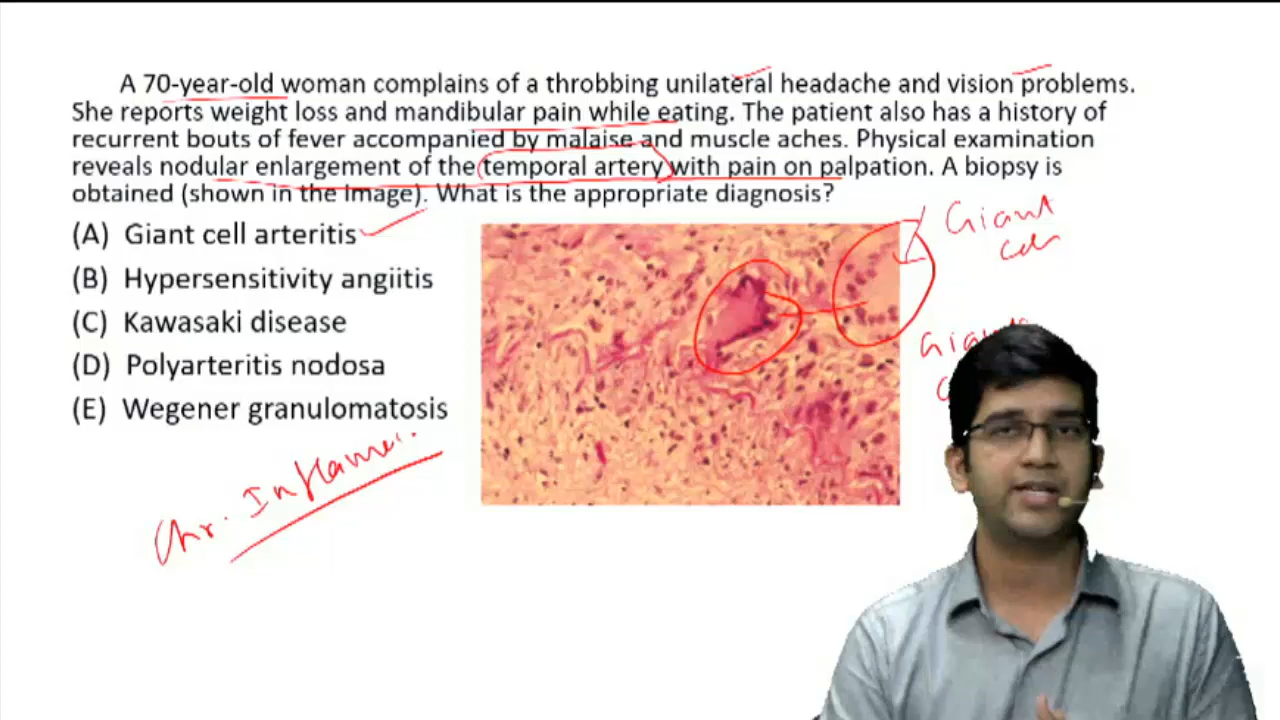 A 70-year-old woman complains of a throbbing unilateral headache and vision problems.
She reports weight loss and mandibular pain while eating. The patient also has a history of
recurrent bouts of fever accompanied by malaise and muscle aches. Physical examination
reveals nodular enlargement of the temporal artery with pain on palpation. A biopsy is
obtained (shown in the image). What is the appropriate diagnosis?
(A) Giant cell arteritis
(B) Hypersensitivity angiitis
(C) Kawasaki disease
(D) Polyarteritis nodosa
(E) Wegener granulomatosis
Giant
cell
Chr. Inflamm.